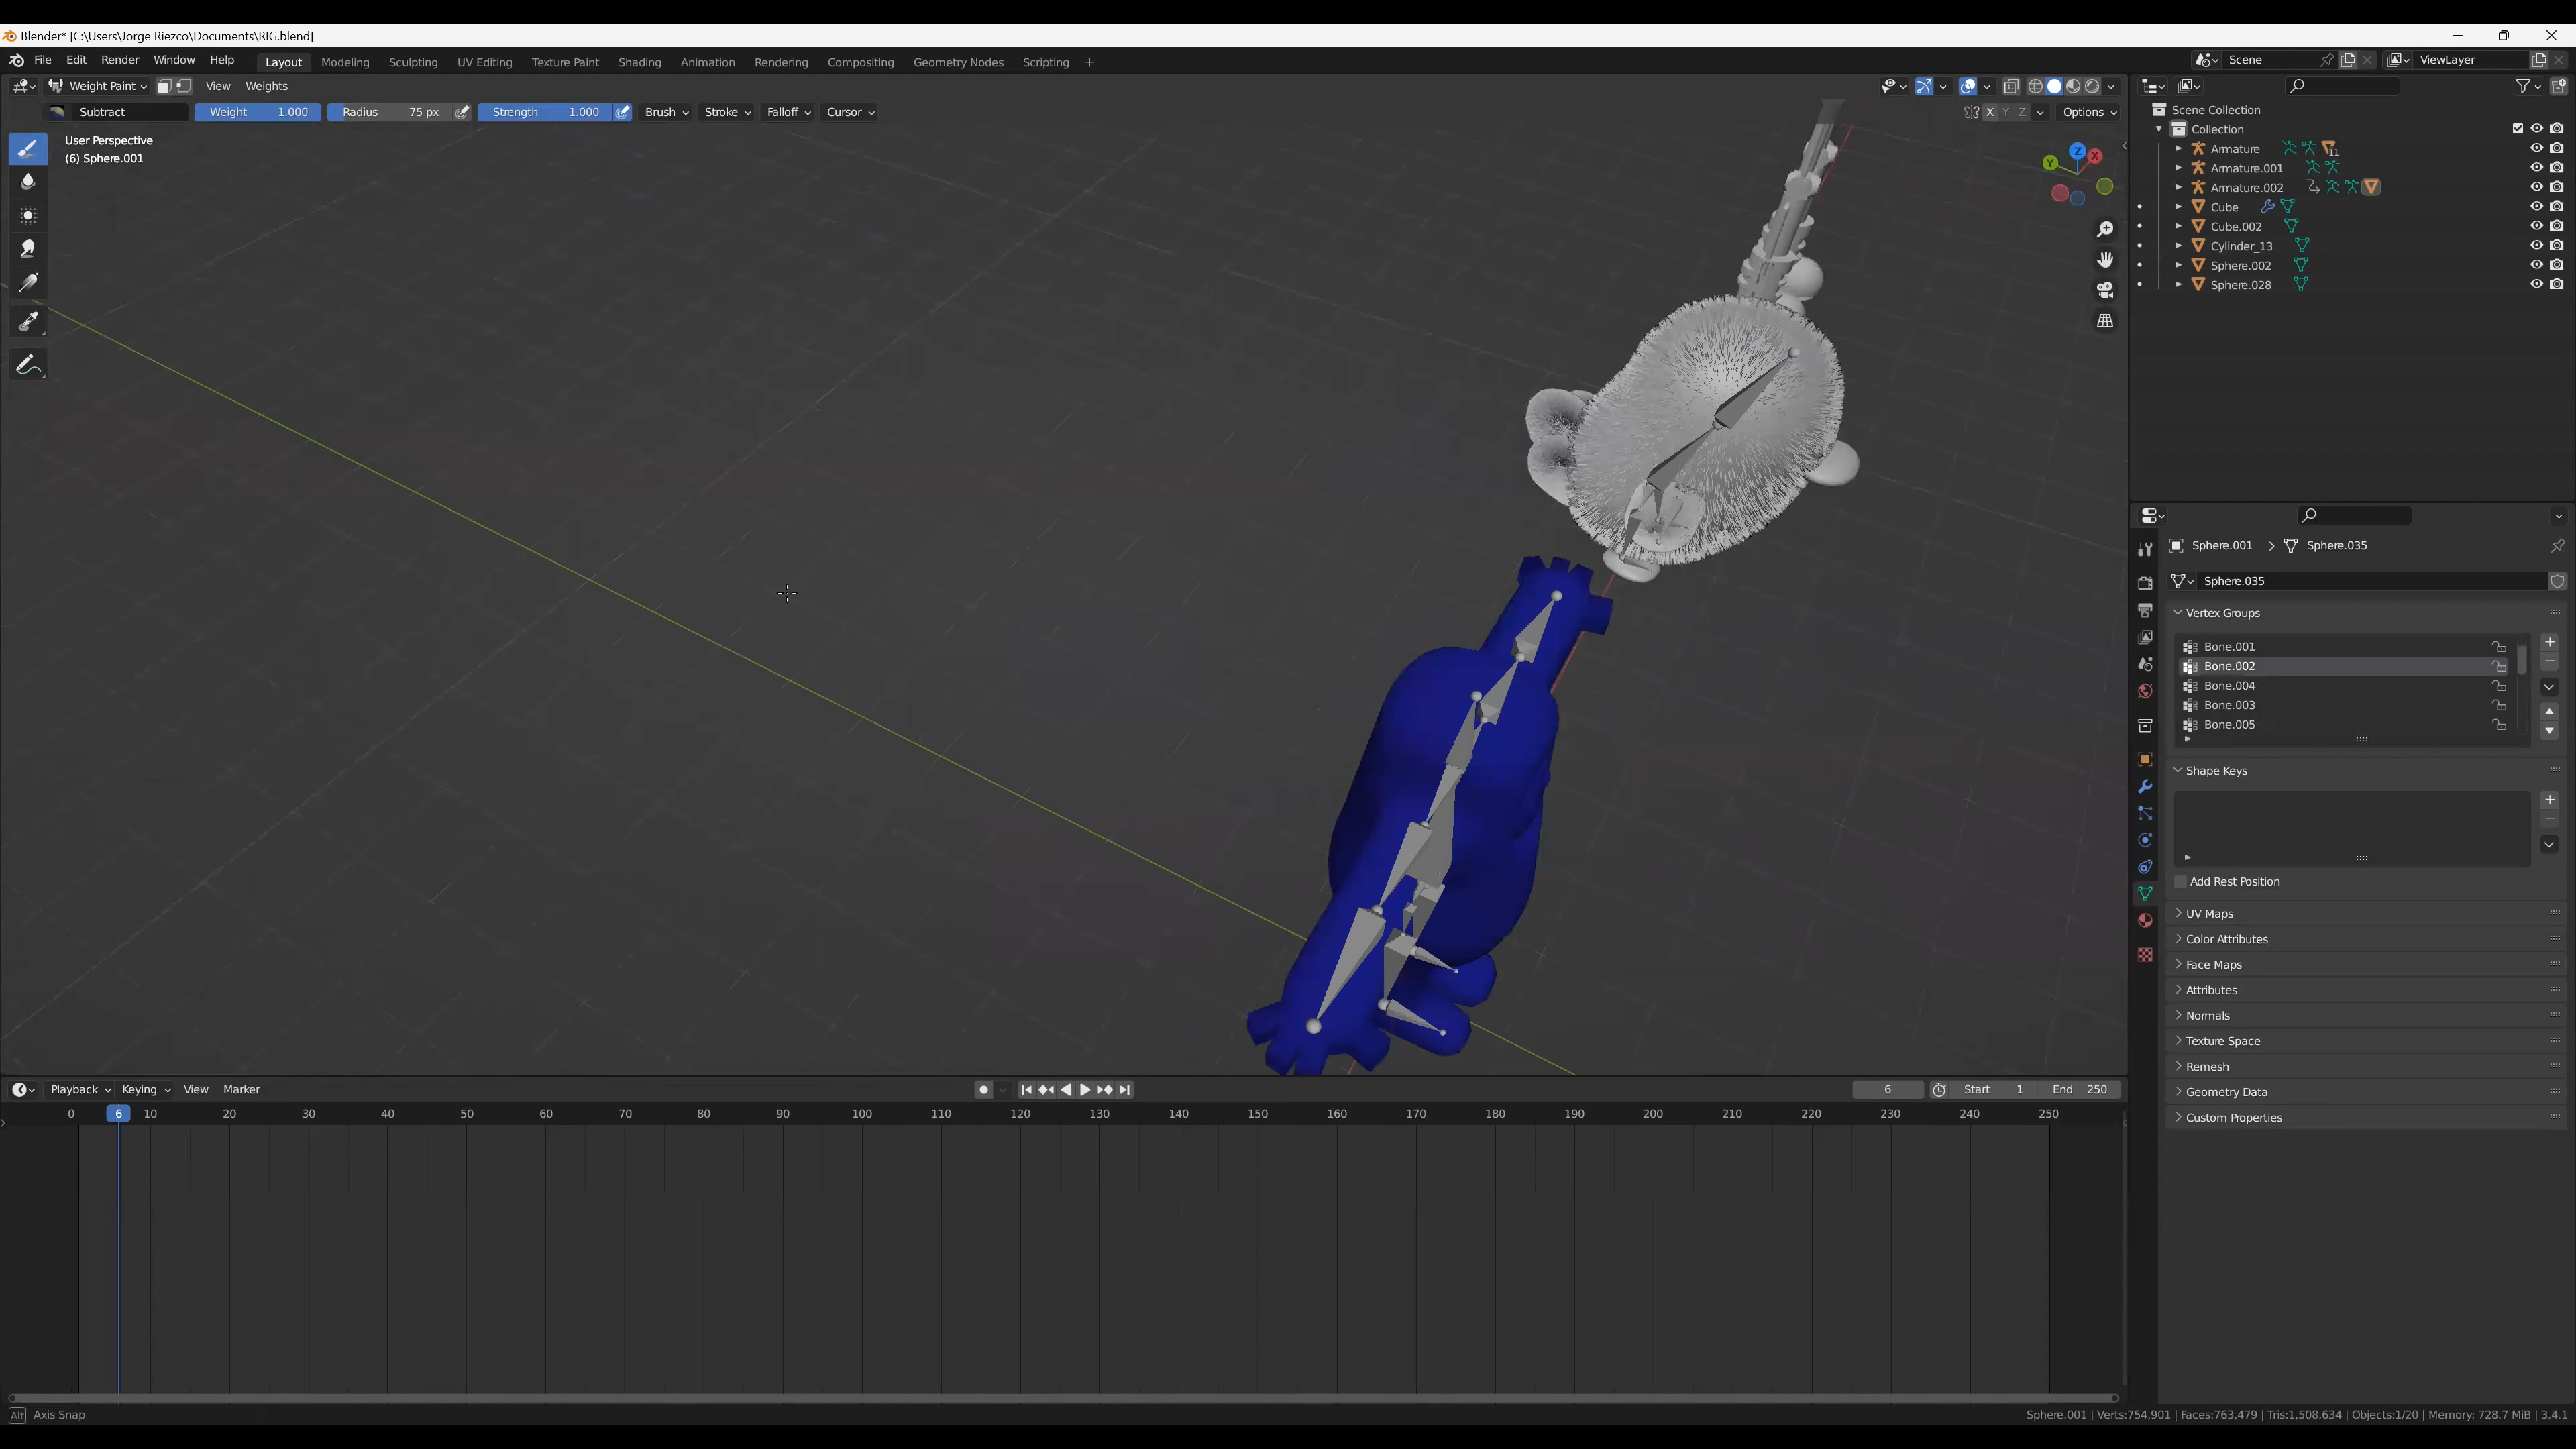 Blender* [C:\Users\Jorge Riezco\Documents\RIG.blend]
File Edit Render Window Help Layout Modeling Sculpting UV Editing Texture Paint Shading Animation Rendering Compositing Geometry Nodes Scripting + Scene ViewLayer
Weight Paint View Weights
Subtract Weight 1.000 Radius 75 px Strength 1.000 Brush Stroke Falloff Cursor X Y Z Options
User Perspective
(6) Sphere.001
Z X Y
Scene Collection
Collection
Armature 11
Armature.001
Armature.002
Cube
Cube.002
Cylinder_13
Sphere.002
Sphere.028
Sphere.001 > Sphere.035
Sphere.035
Vertex Groups
Bone.001
Bone.002
Bone.004
Bone.003
Bone.005
Shape Keys
Add Rest Position
UV Maps
Color Attributes
Face Maps
Attributes
Normals
Texture Space
Remesh
Geometry Data
Custom Properties
Playback Keying View Marker 6 Start 1 End 250
0 6 10 20 30 40 50 60 70 80 90 100 110 120 130 140 150 160 170 180 190 200 210 220 230 240 250
Alt Axis Snap
Sphere.001 | Verts:754,901 | Faces:763,479 | Tris:1,508,634 | Objects:1/20 | Memory: 728.7 MiB | 3.4.1